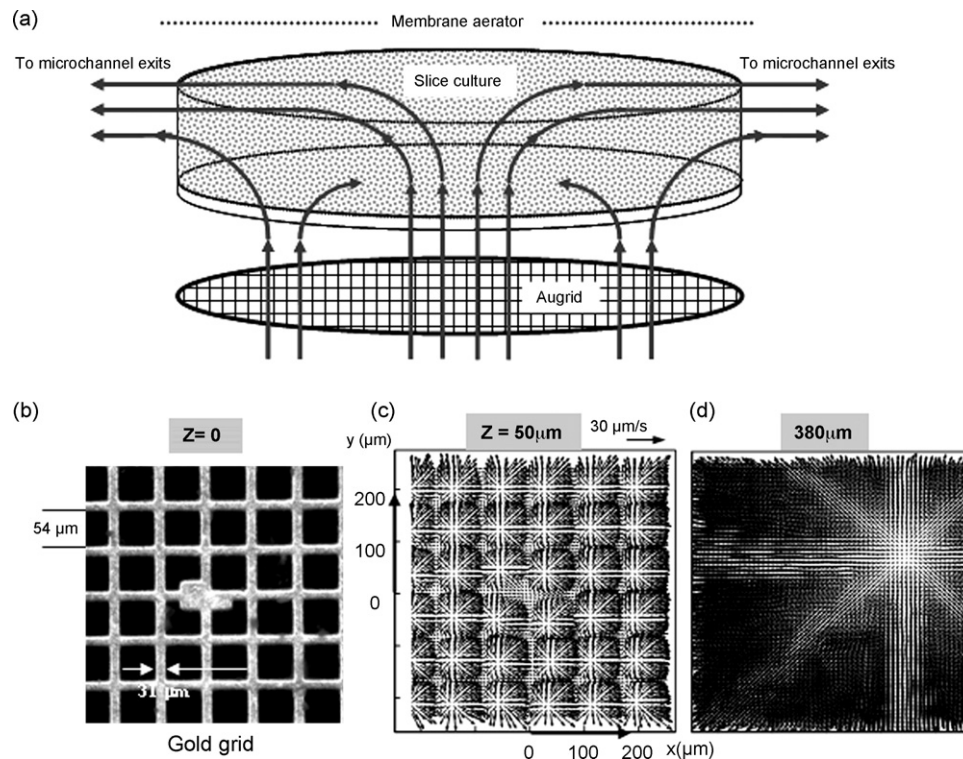 (a)
Membrane aerator
To microchannel exits
Slice culture
To microchannel exits
Augrid
(b)
Z= 0
54 µm
31 µm
Gold grid
(c)
Z = 50µm
30 µm/s
y (µm)
200
100
0
0 100 200 x(µm)
(d)
380µm